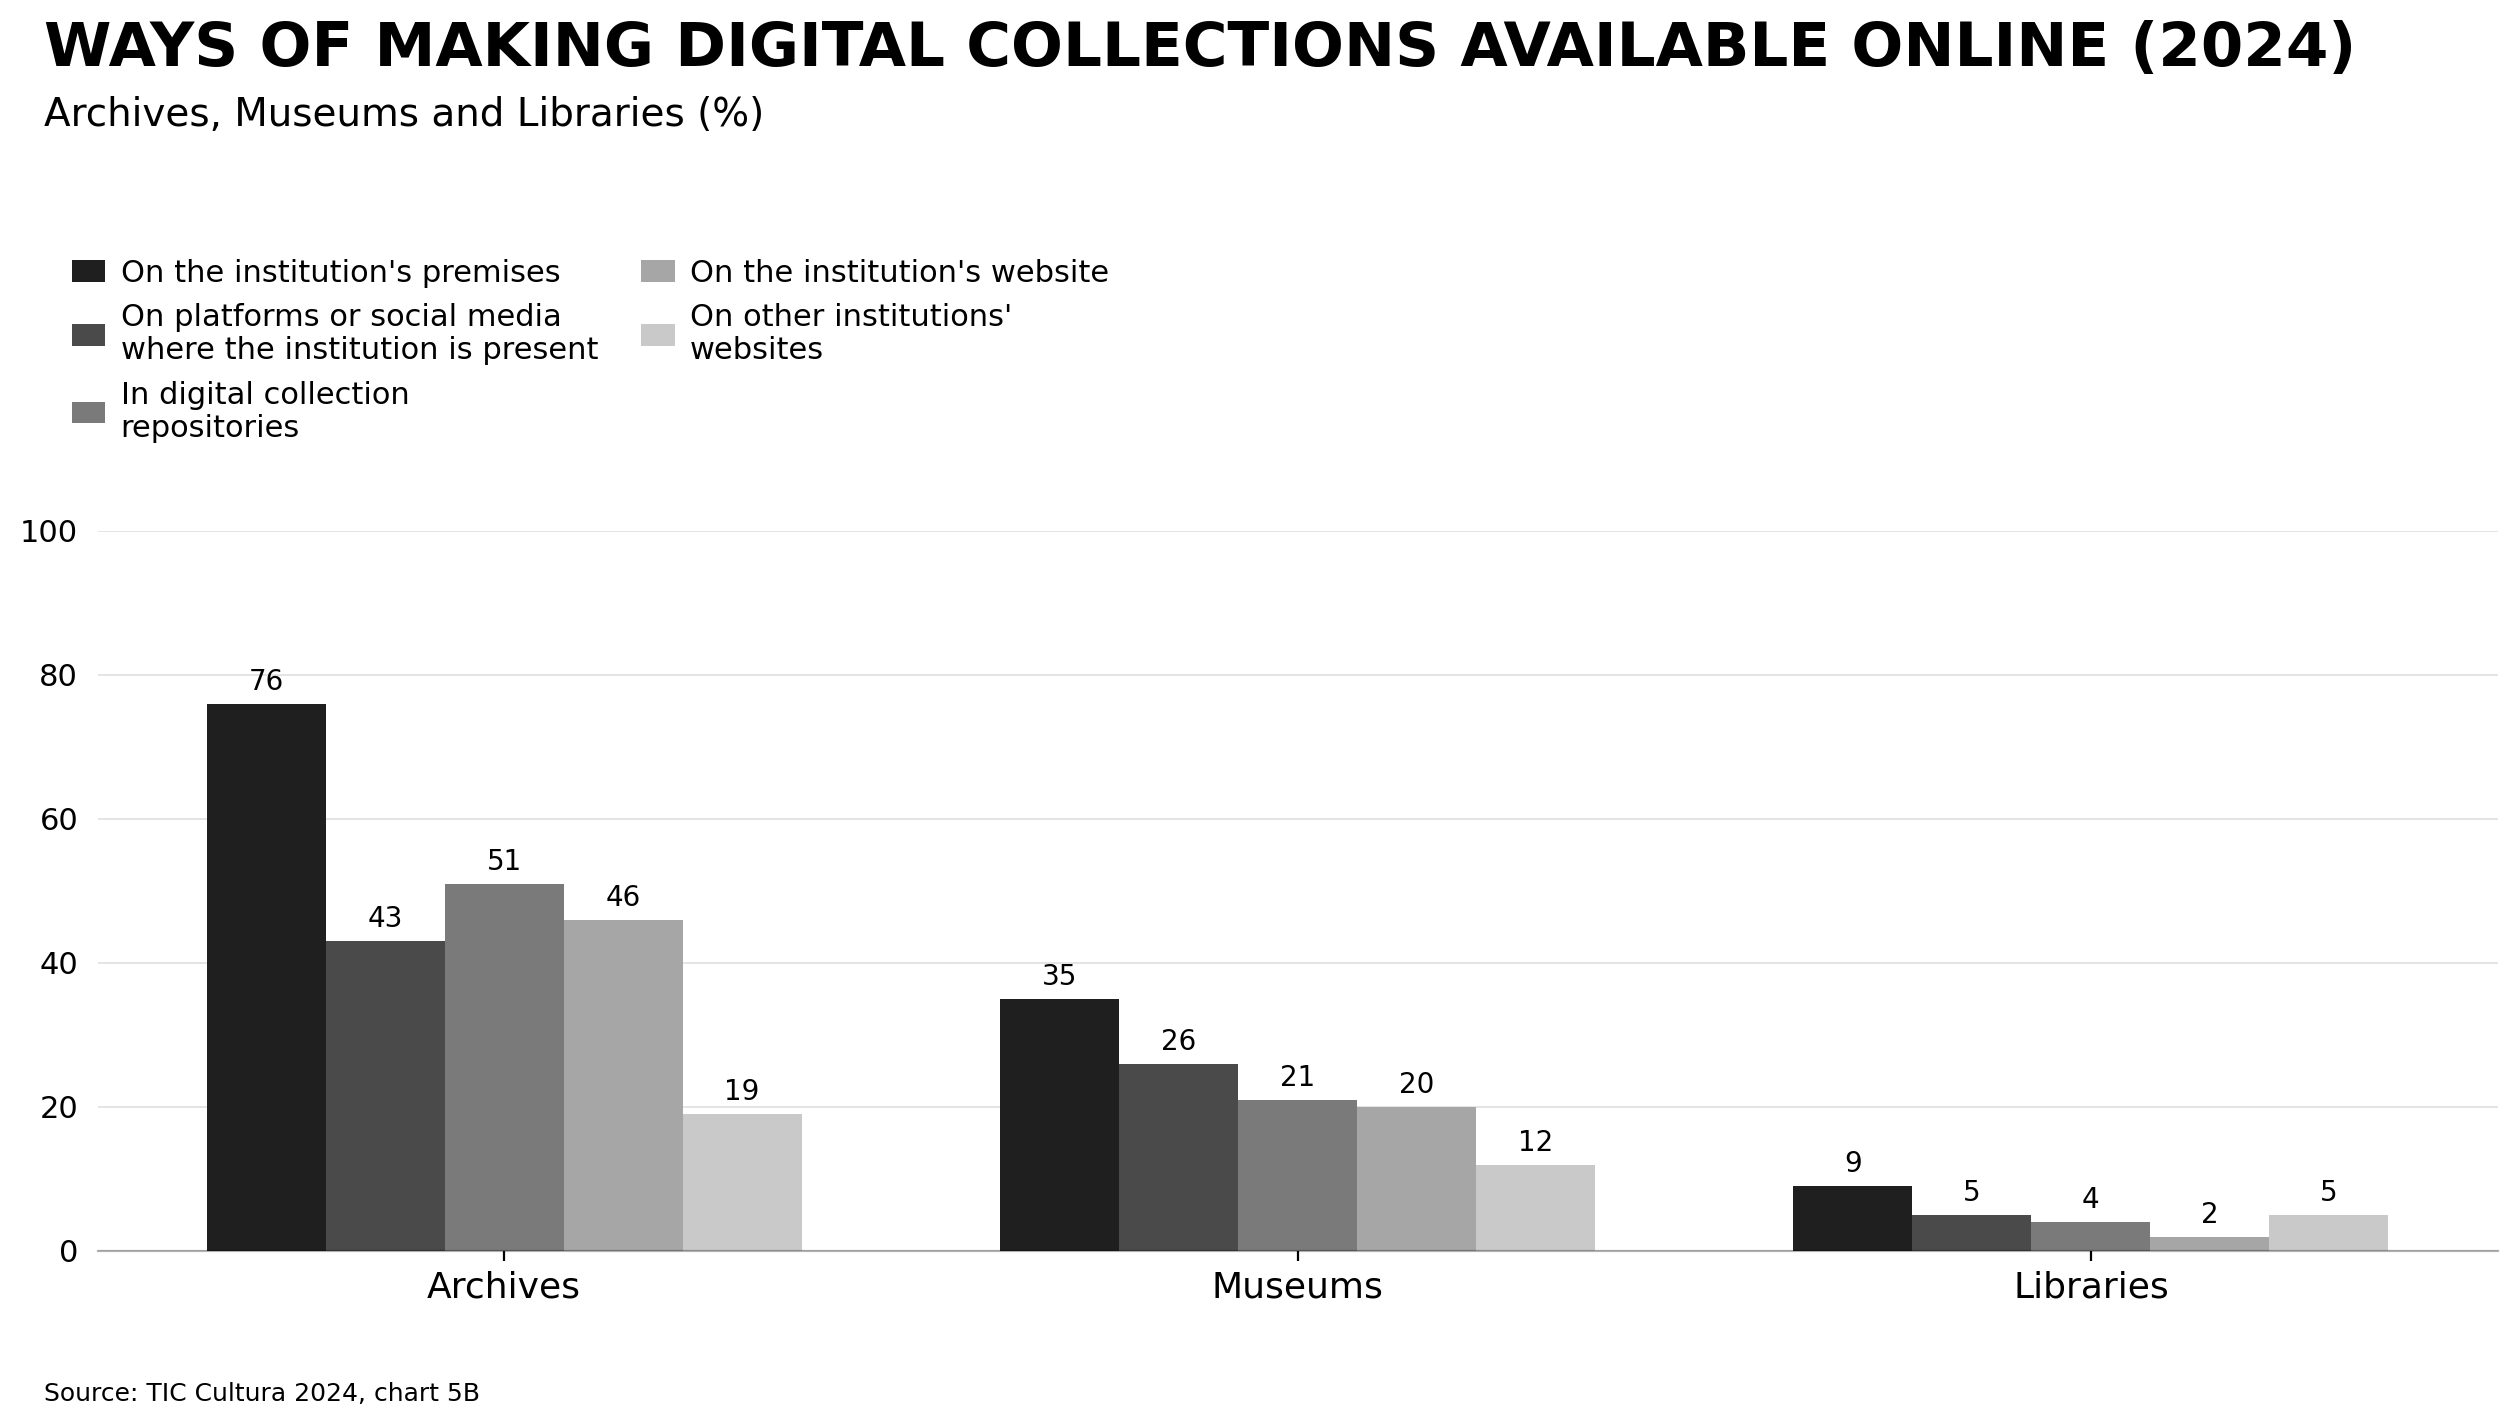 WAYS OF MAKING DIGITAL COLLECTIONS AVAILABLE ONLINE (2024)
Archives, Museums and Libraries (%)
On the institution's premises
On platforms or social media
where the institution is present
In digital collection
repositories
On the institution's website
On other institutions'
websites
100
80
60
40
20
0
76
43
51
46
19
35
26
21
20
12
9
5
4
2
5
Archives
Museums
Libraries
Source: TIC Cultura 2024, chart 5B